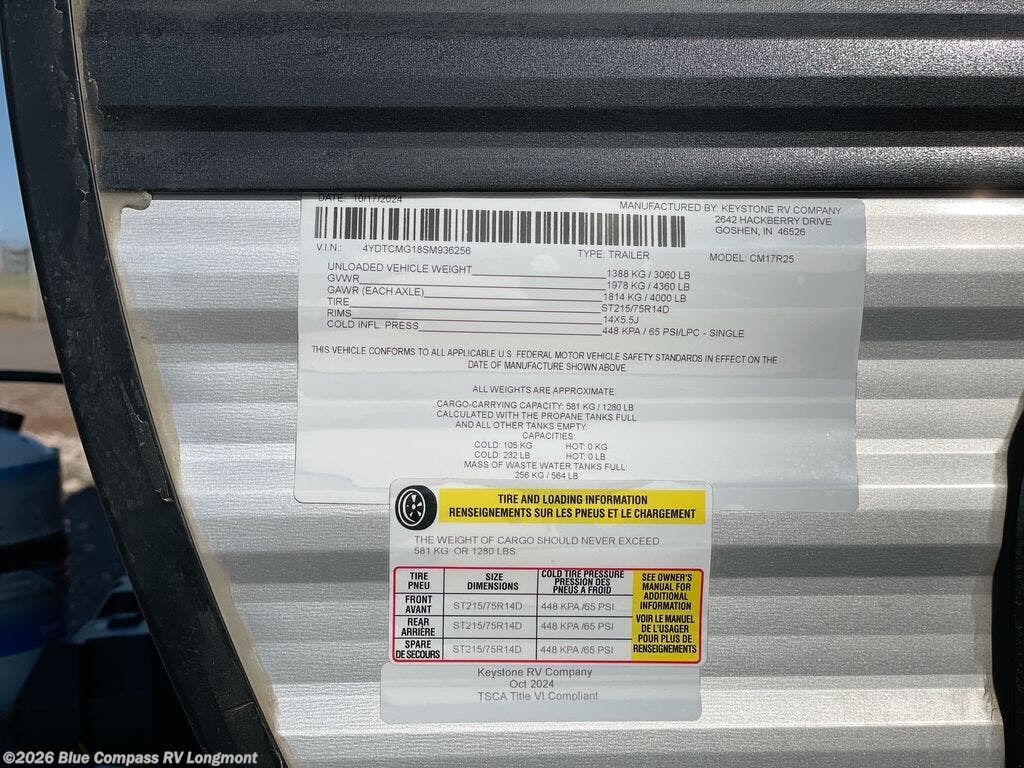 DATE: 10/17/2024
MANUFACTURED BY: KEYSTONE RV COMPANY
2642 HACKBERRY DRIVE
GOSHEN, IN 46526
V.I.N.: 4YDTCMG18SM936256
TYPE: TRAILER
MODEL: CM17R25
UNLOADED VEHICLE WEIGHT 1388 KG / 3060 LB
GVWR 1978 KG / 4360 LB
GAWR (EACH AXLE) 1814 KG / 4000 LB
TIRE ST215/75R14D
RIMS 14X5.5J
COLD INFL. PRESS 448 KPA / 65 PSI/LPC - SINGLE
THIS VEHICLE CONFORMS TO ALL APPLICABLE U.S. FEDERAL MOTOR VEHICLE SAFETY STANDARDS IN EFFECT ON THE
DATE OF MANUFACTURE SHOWN ABOVE.
ALL WEIGHTS ARE APPROXIMATE.
CARGO-CARRYING CAPACITY: 581 KG / 1280 LB
CALCULATED WITH THE PROPANE TANKS FULL
AND ALL OTHER TANKS EMPTY.
CAPACITIES:
COLD: 105 KG HOT: 0 KG
COLD: 232 LB HOT: 0 LB
MASS OF WASTE WATER TANKS FULL:
256 KG / 564 LB
TIRE AND LOADING INFORMATION
RENSEIGNEMENTS SUR LES PNEUS ET LE CHARGEMENT
THE WEIGHT OF CARGO SHOULD NEVER EXCEED
581 KG OR 1280 LBS
TIRE
PNEU
SIZE
DIMENSIONS
COLD TIRE PRESSURE
PRESSION DES
PNEUS A FROID
FRONT
AVANT
ST215/75R14D
448 KPA /65 PSI
REAR
ARRIÈRE
ST215/75R14D
448 KPA /65 PSI
SPARE
DE SECOURS
ST215/75R14D
448 KPA /65 PSI
SEE OWNER'S
MANUAL FOR
ADDITIONAL
INFORMATION
VOIR LE MANUEL
DE L'USAGER
POUR PLUS DE
RENSEIGNEMENTS
Keystone RV Company
Oct 2024
TSCA Title VI Compliant
©2026 Blue Compass RV Longmont